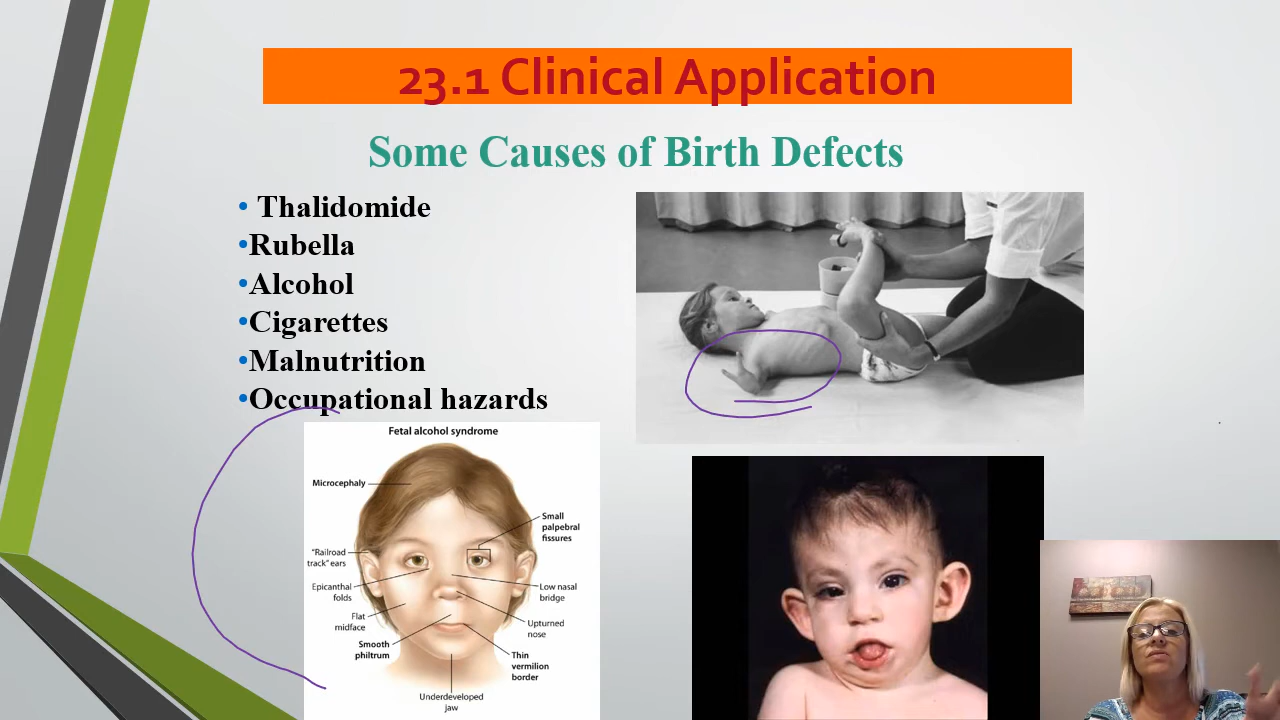 23.1 Clinical Application
Some Causes of Birth Defects
• Thalidomide
•Rubella
•Alcohol
•Cigarettes
•Malnutrition
•Occupational hazards
Fetal alcohol syndrome
Microcephaly
Small
palpebral
fissures
"Railroad
track" ears
Epicanthal
folds
Low nasal
bridge
Flat
midface
Upturned
nose
Smooth
philtrum
Thin
vermilion
border
Underdeveloped
jaw